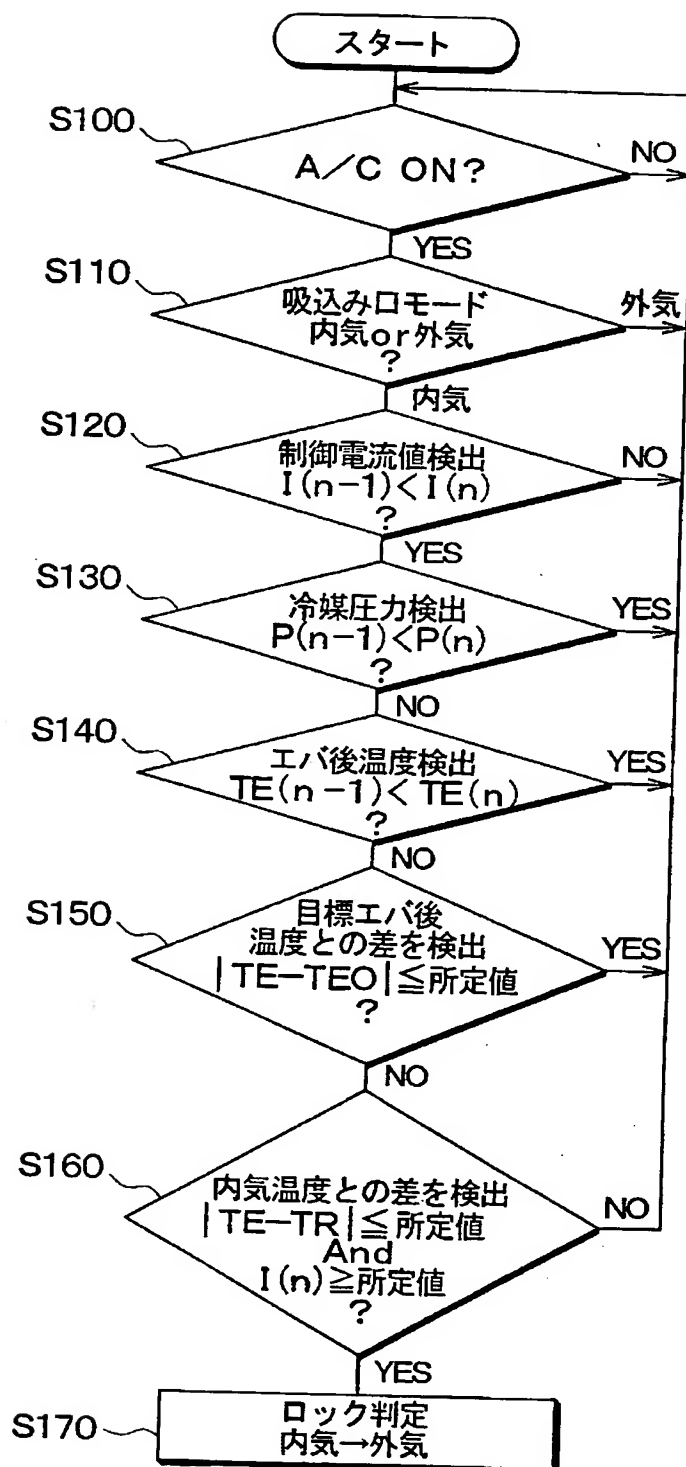 スタート
S100
A/C ON?
NO
YES
S110
吸込み口モード
内気or外気
?
外気
内気
S120
制御電流値検出
I(n-1)<I(n)
?
NO
YES
S130
冷媒圧力検出
P(n-1)<P(n)
?
YES
NO
S140
エバ後温度検出
TE(n-1)<TE(n)
?
YES
NO
S150
目標エバ後
温度との差を検出
|TE-TEO|≦所定値
?
YES
NO
S160
内気温度との差を検出
|TE-TR|≦所定値
And
I(n)≧所定値
?
NO
YES
S170
ロック判定
内気→外気